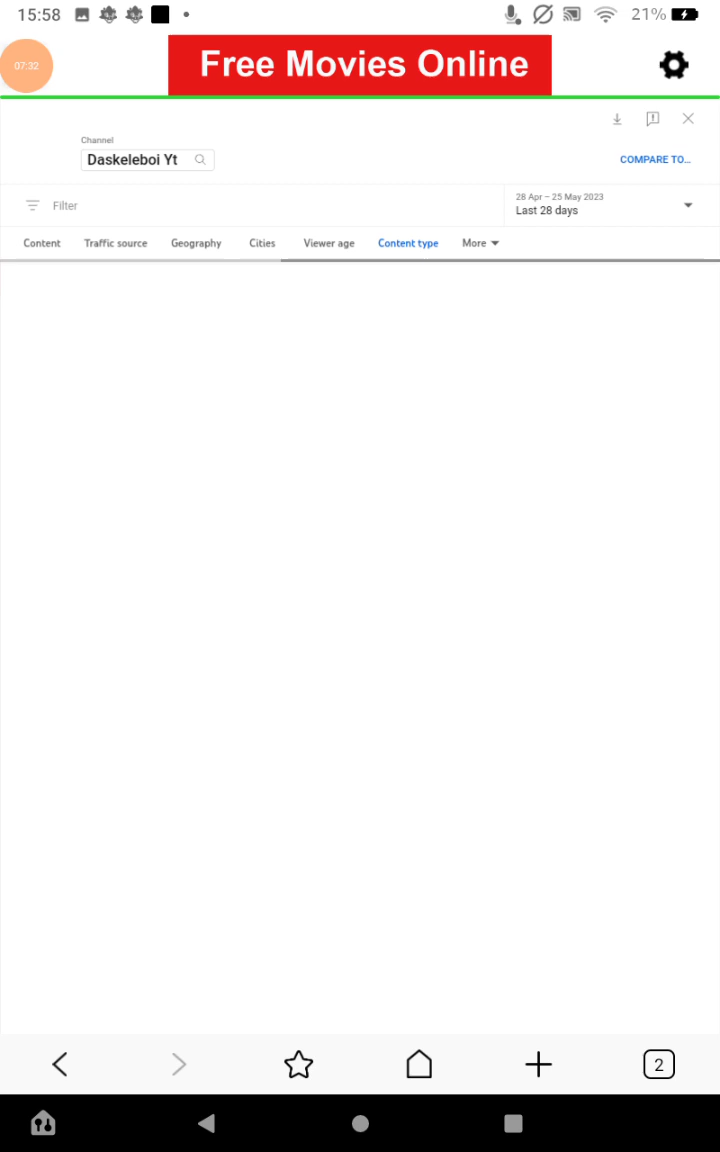 15:58
21%
07:32
Free Movies Online
Channel
Daskeleboi Yt
COMPARE TO...
Filter
28 Apr – 25 May 2023
Last 28 days
Content Traffic source Geography Cities Viewer age Content type More
2